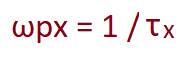 ωpx = 1 / τx